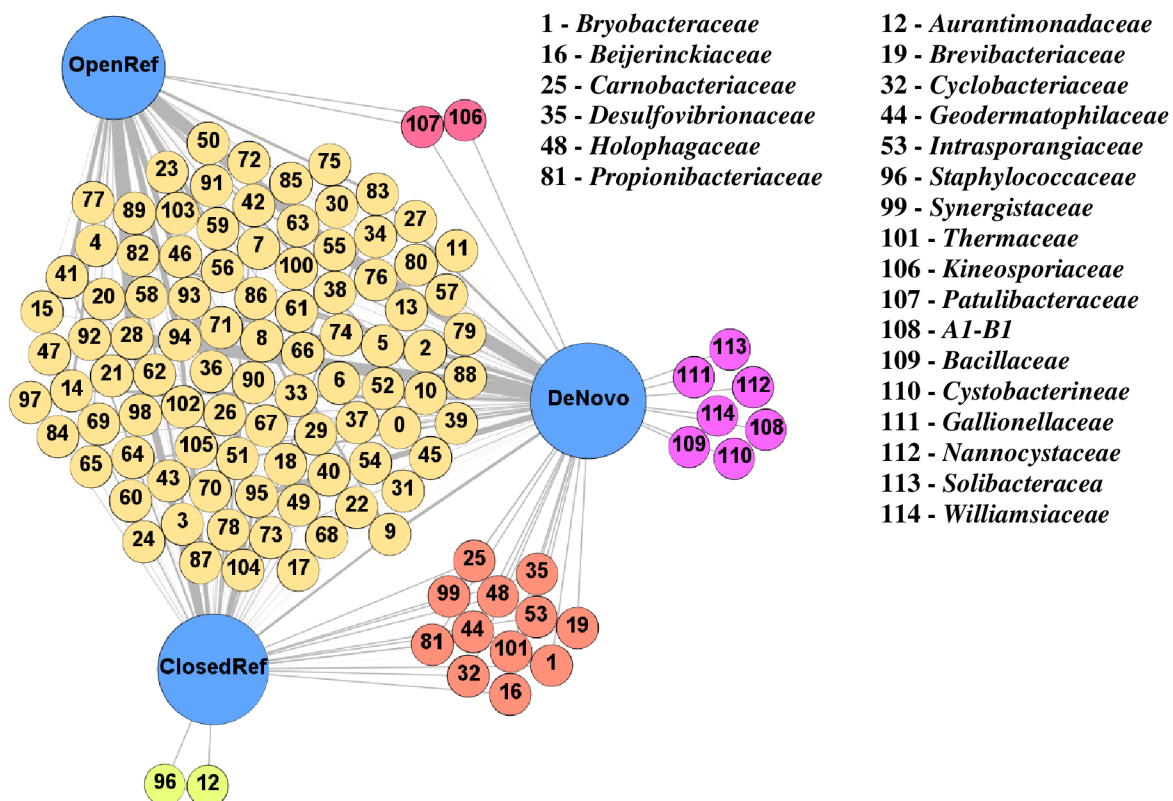 OpenRef
DeNovo
ClosedRef
107 106
50
72 75
23 91 85 83
77 89 103 42 63 30 27
4 82 46 59 7 55 34 11
41 56 100 80
15 20 58 93 86 61 38 76 13 57
47 92 28 94 71 8 66 74 5 2 79
97 14 21 62 36 90 33 6 52 10 88
84 69 98 102 26 67 29 37 0 39
65 64 105 51 18 40 54 45
60 43 70 95 49 22 31
24 3 78 73 68 9
87 104 17
113
111 112
114 108
109 110
25 35
99 48
44 53 19
81 101 1
32 16
96 12
1 - Bryobacteraceae
16 - Beijerinckiaceae
25 - Carnobacteriaceae
35 - Desulfovibrionaceae
48 - Holophagaceae
81 - Propionibacteriaceae
12 - Aurantimonadaceae
19 - Brevibacteriaceae
32 - Cyclobacteriaceae
44 - Geodermatophilaceae
53 - Intrasporangiaceae
96 - Staphylococcaceae
99 - Synergistaceae
101 - Thermaceae
106 - Kineosporiaceae
107 - Patulibacteraceae
108 - A1-B1
109 - Bacillaceae
110 - Cystobacterineae
111 - Gallionellaceae
112 - Nannocystaceae
113 - Solibacteracea
114 - Williamsiaceae